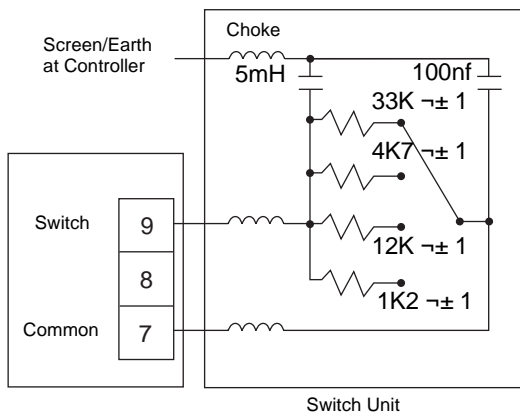 Choke
Screen/Earth
at Controller
5mH
100nf
33K ¬± 1
4K7 ¬± 1
Switch
9
12K ¬± 1
8
1K2 ¬± 1
Common
7
Switch Unit